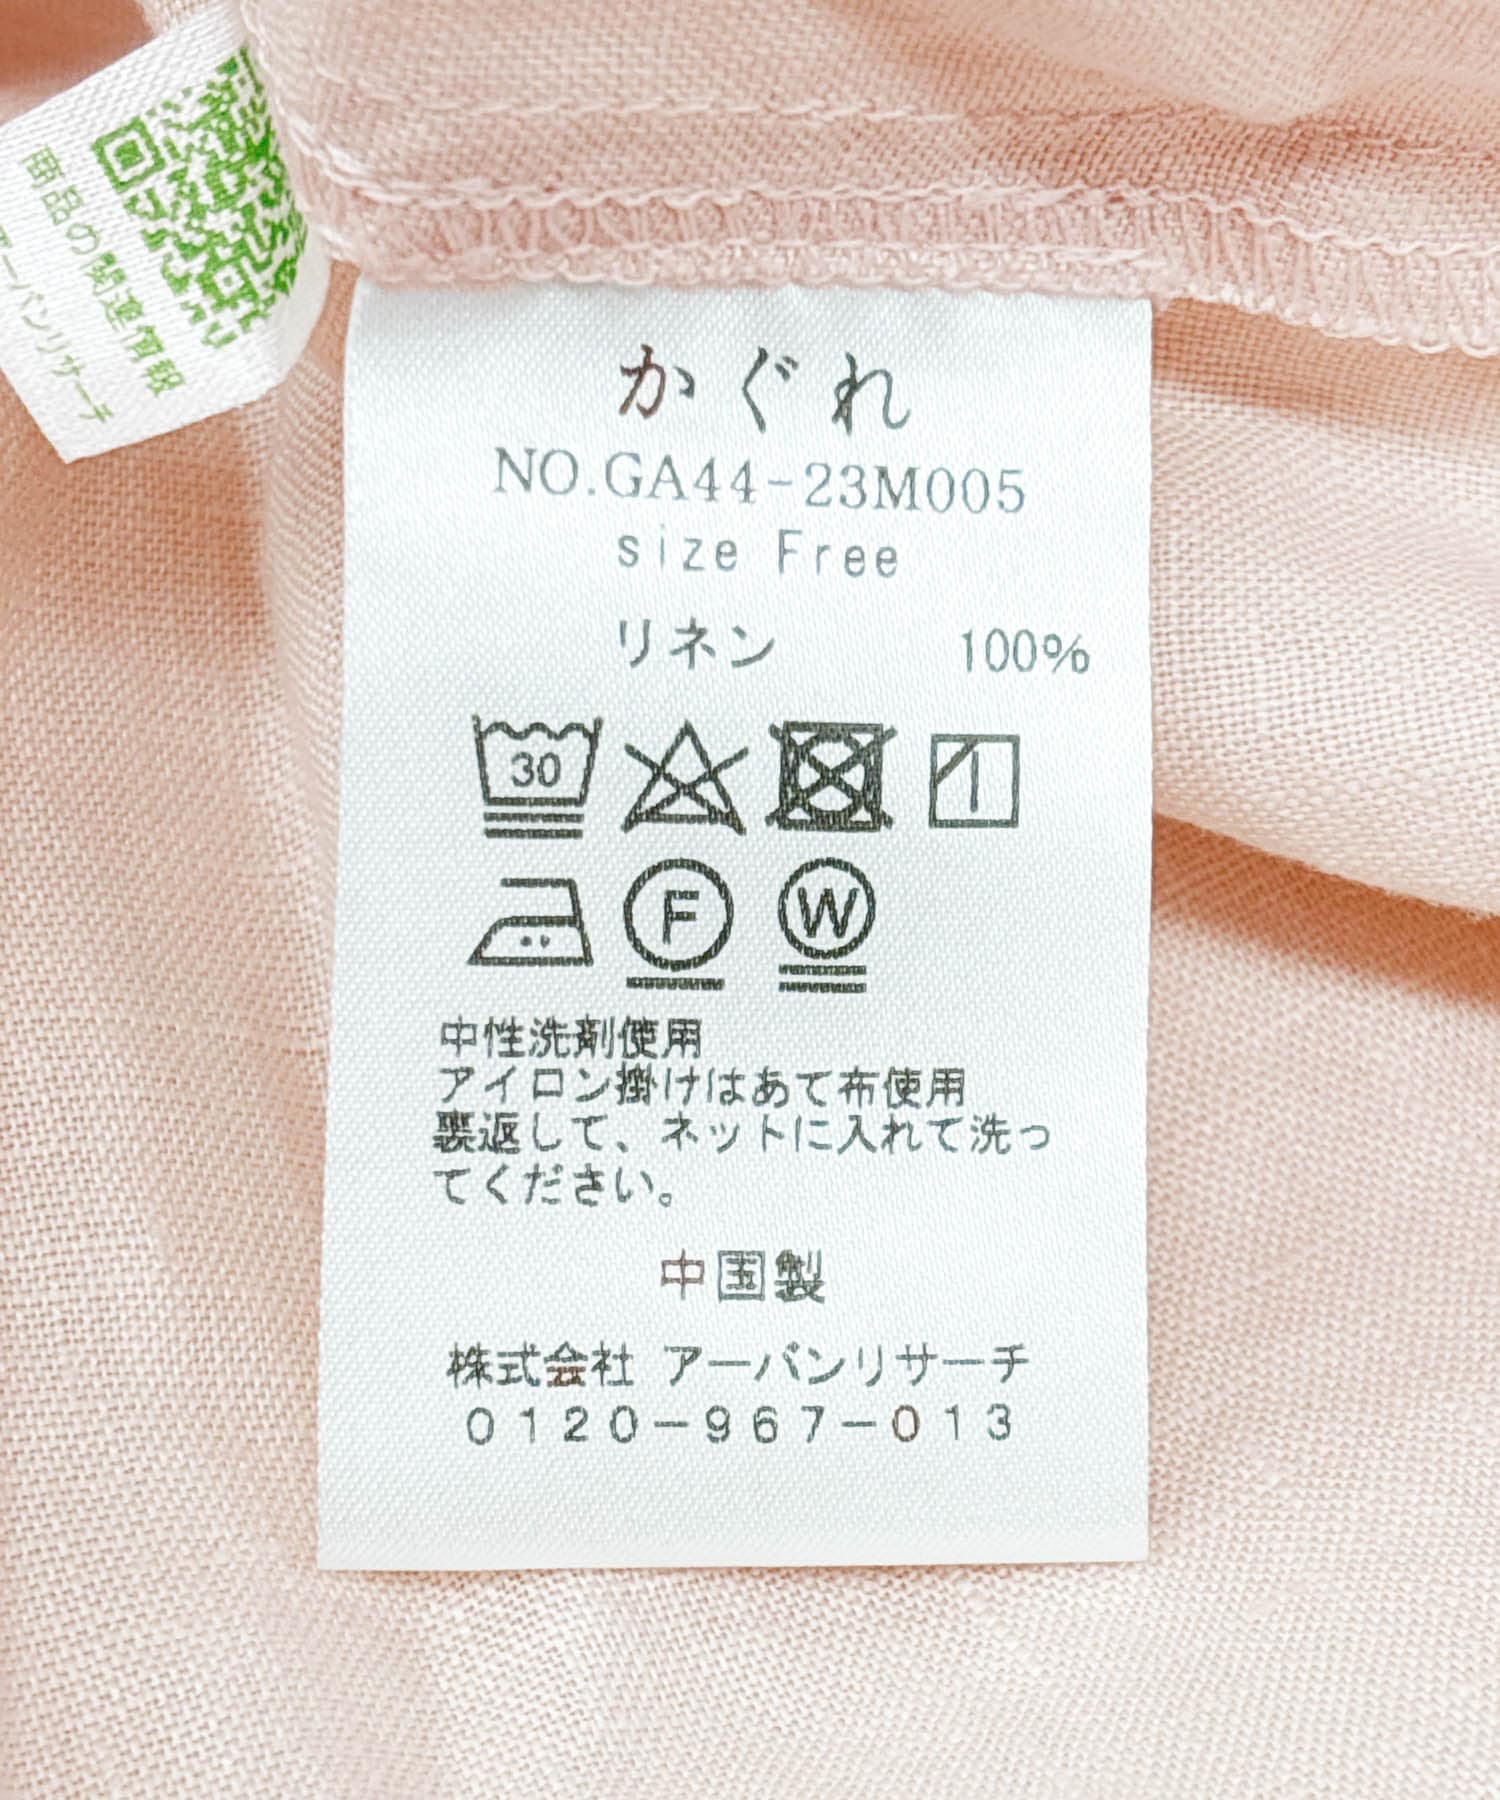 商品の関連情報
アーバンリサーチ
かぐれ
NO.GA44-23M005
size Free
リネン 100%
30
F W
中性洗剤使用
アイロン掛けはあて布使用
裏返して、ネットに入れて洗っ
てください。
中国製
株式会社 アーバンリサーチ
0120-967-013